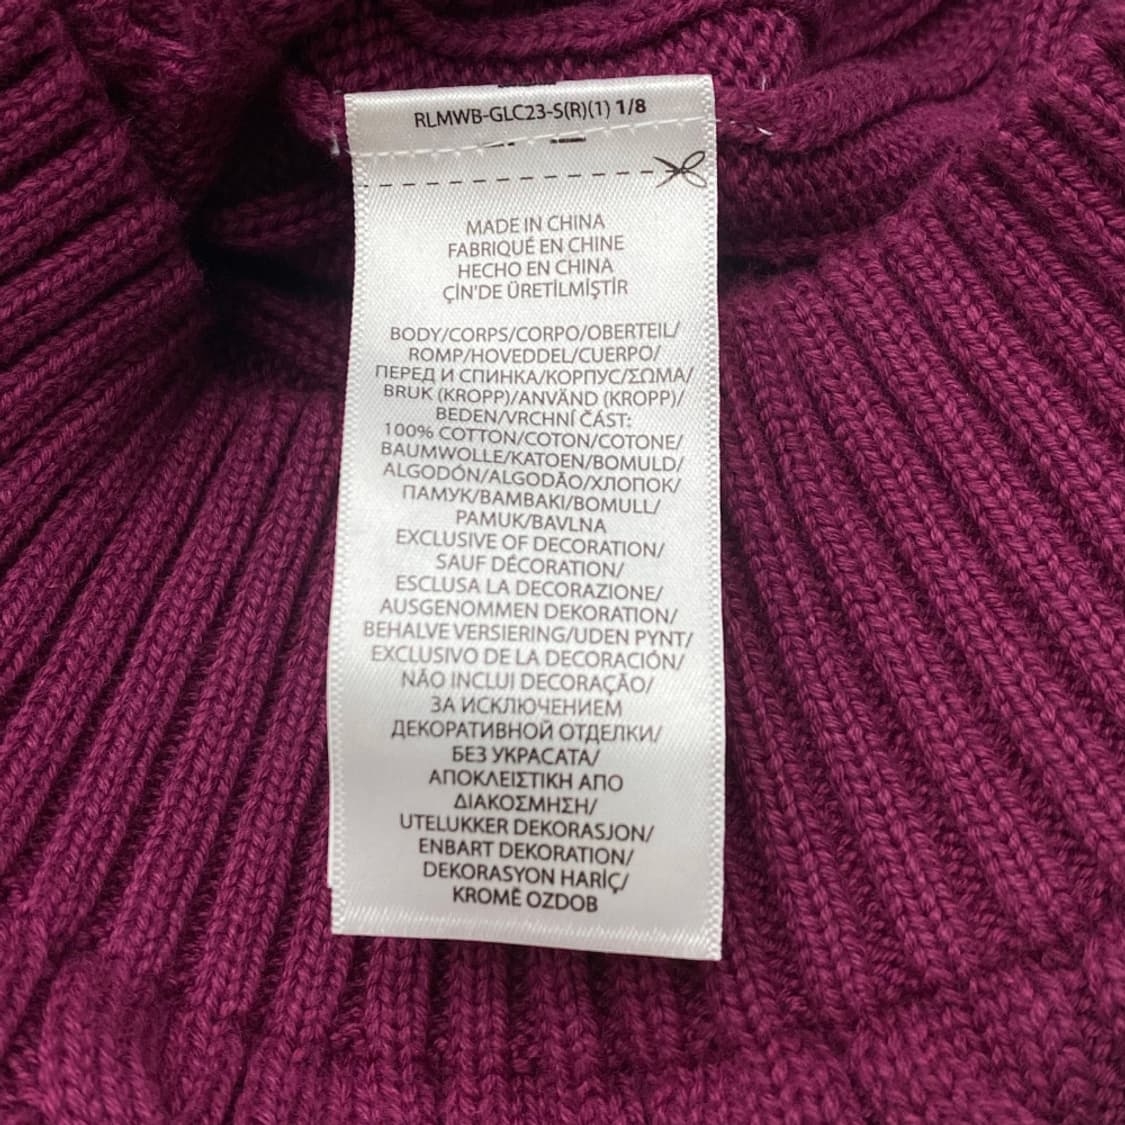 RLMWB-GLC23-S(R)(1) 1/8
MADE IN CHINA
FABRIQUÉ EN CHINE
HECHO EN CHINA
ÇİN'DE ÜRETİLMİŞTİR
BODY/CORPS/CORPO/OBERTEIL/
ROMP/HOVEDDEL/CUERPO/
ПЕРЕД И СПИНКА/КОРПУС/ΣΩΜΑ/
BRUK (KROPP)/ANVÄND (KROPP)/
BEDEN/VRCHNÍ ČÁST:
100% COTTON/COTON/COTONE/
BAUMWOLLE/KATOEN/BOMULD/
ALGODÓN/ALGODÃO/ХЛОПОК/
ПАМУК/ΒΑΜΒΑΚΙ/BOMULL/
PAMUK/BAVLNA
EXCLUSIVE OF DECORATION/
SAUF DÉCORATION/
ESCLUSA LA DECORAZIONE/
AUSGENOMMEN DEKORATION/
BEHALVE VERSIERING/UDEN PYNT/
EXCLUSIVO DE LA DECORACIÓN/
NÃO INCLUI DECORAÇÃO/
ЗА ИСКЛЮЧЕНИЕМ
ДЕКОРАТИВНОЙ ОТДЕЛКИ/
БЕЗ УКРАСАТА/
ΑΠΟΚΛΕΙΣΤΙΚΗ ΑΠΟ
ΔΙΑΚΟΣΜΗΣΗ/
UTELUKKER DEKORASJON/
ENBART DEKORATION/
DEKORASYON HARİÇ/
KROMĚ OZDOB